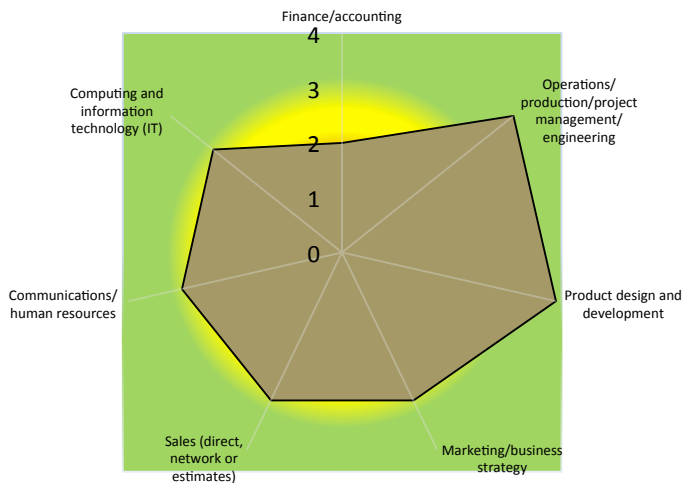 Finance/accounting
4
3
2
1
0
Operations/
production/project
management/
engineering
Product design and
development
Marketing/business
strategy
Sales (direct,
network or
estimates)
Communications/
human resources
Computing and
information
technology (IT)